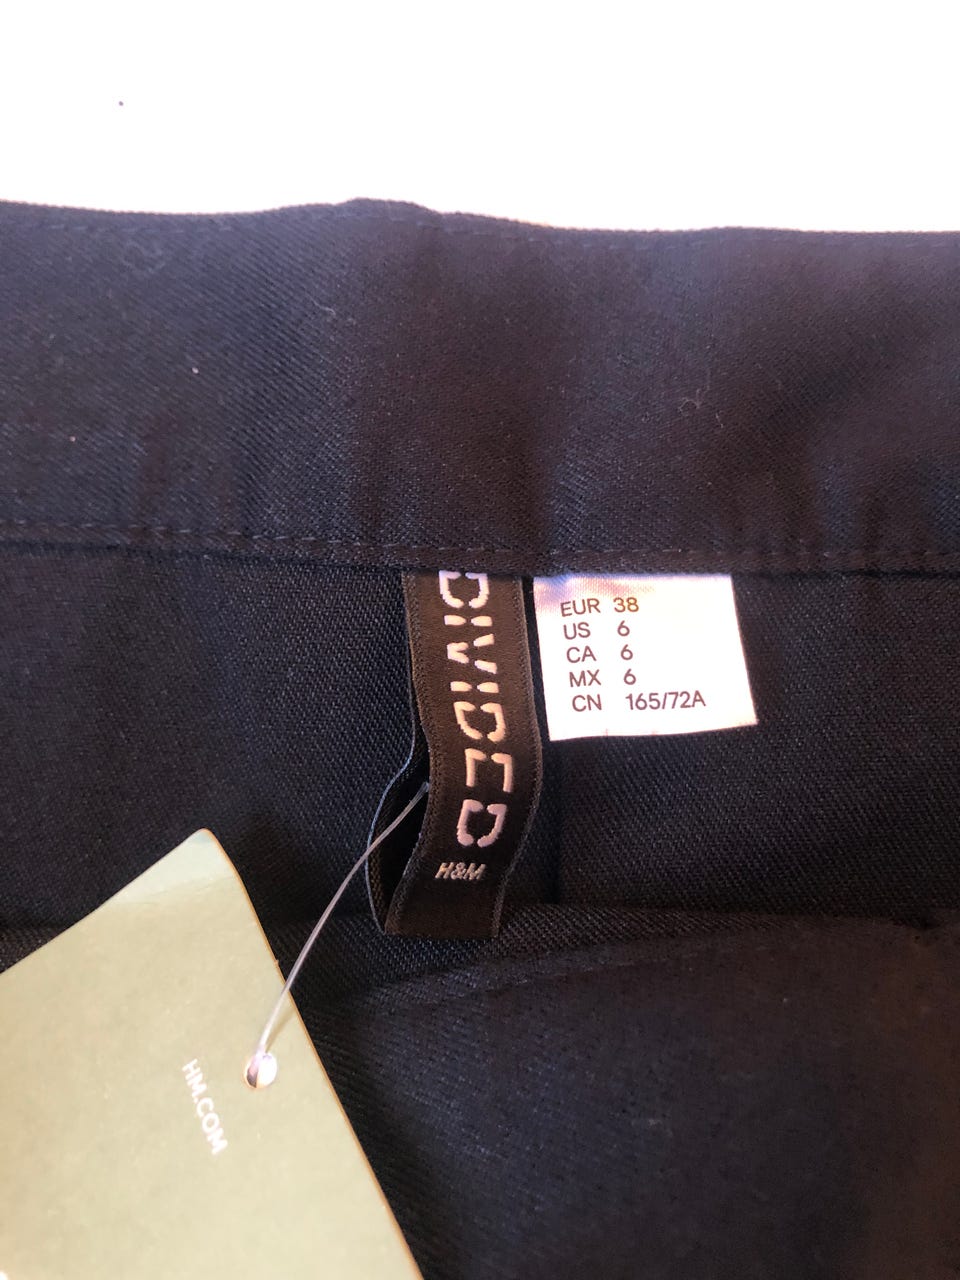 DIVIDED
H&M
EUR 38
US 6
CA 6
MX 6
CN 165/72A
HM.COM